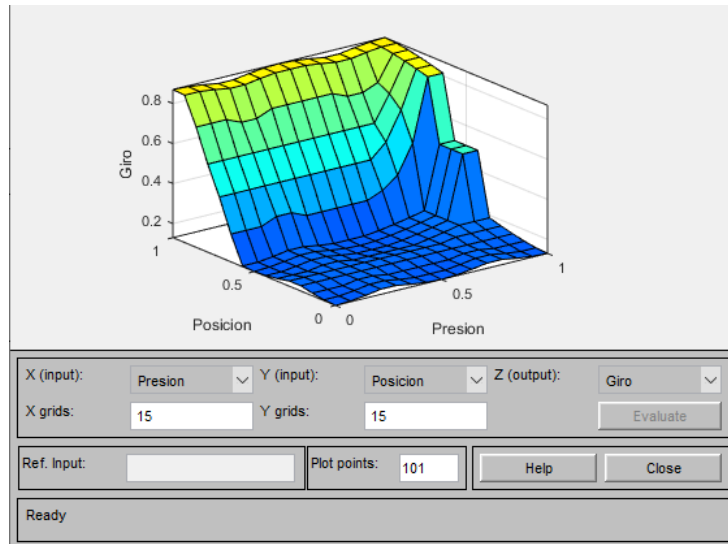 0.8
0.6
0.4
0.2
Giro
1
0.5
0
Posicion
0
0.5
1
Presion
X (input):
Presion
Y (input):
Posicion
Z (output):
Giro
X grids:
15
Y grids:
15
Evaluate
Ref. Input:
Plot points:
101
Help
Close
Ready